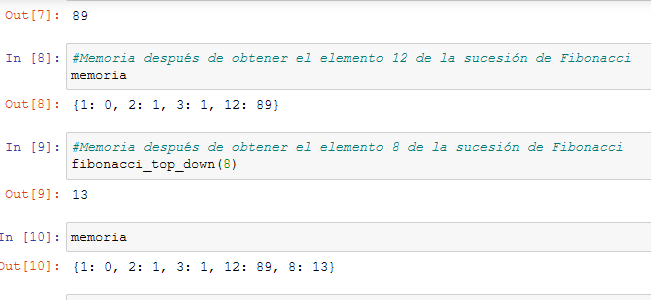 Out[7]: 89
In [8]: #Memoria después de obtener el elemento 12 de la sucesión de Fibonacci
memoria
Out[8]: {1: 0, 2: 1, 3: 1, 12: 89}
In [9]: #Memoria después de obtener el elemento 8 de la sucesión de Fibonacci
fibonacci_top_down(8)
Out[9]: 13
In [10]: memoria
Out[10]: {1: 0, 2: 1, 3: 1, 12: 89, 8: 13}